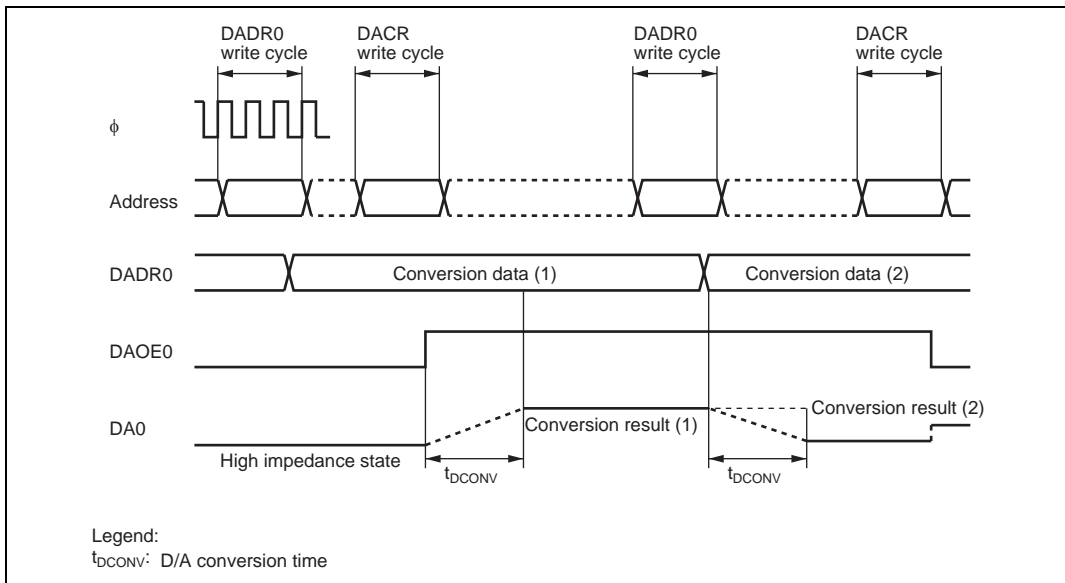 DADR0
write cycle
DACR
write cycle
DADR0
write cycle
DACR
write cycle
ϕ
Address
DADR0
Conversion data (1)
Conversion data (2)
DAOE0
DA0
Conversion result (1)
Conversion result (2)
High impedance state
tDCONV
tDCONV
Legend:
tDCONV: D/A conversion time